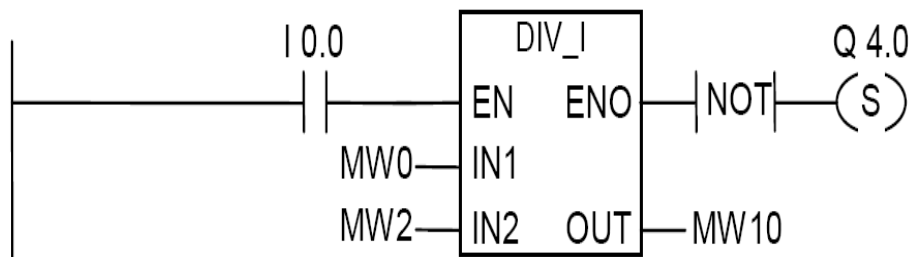 I 0.0 DIV_I Q 4.0
EN ENO NOT S
MW0 IN1
MW2 IN2 OUT MW10